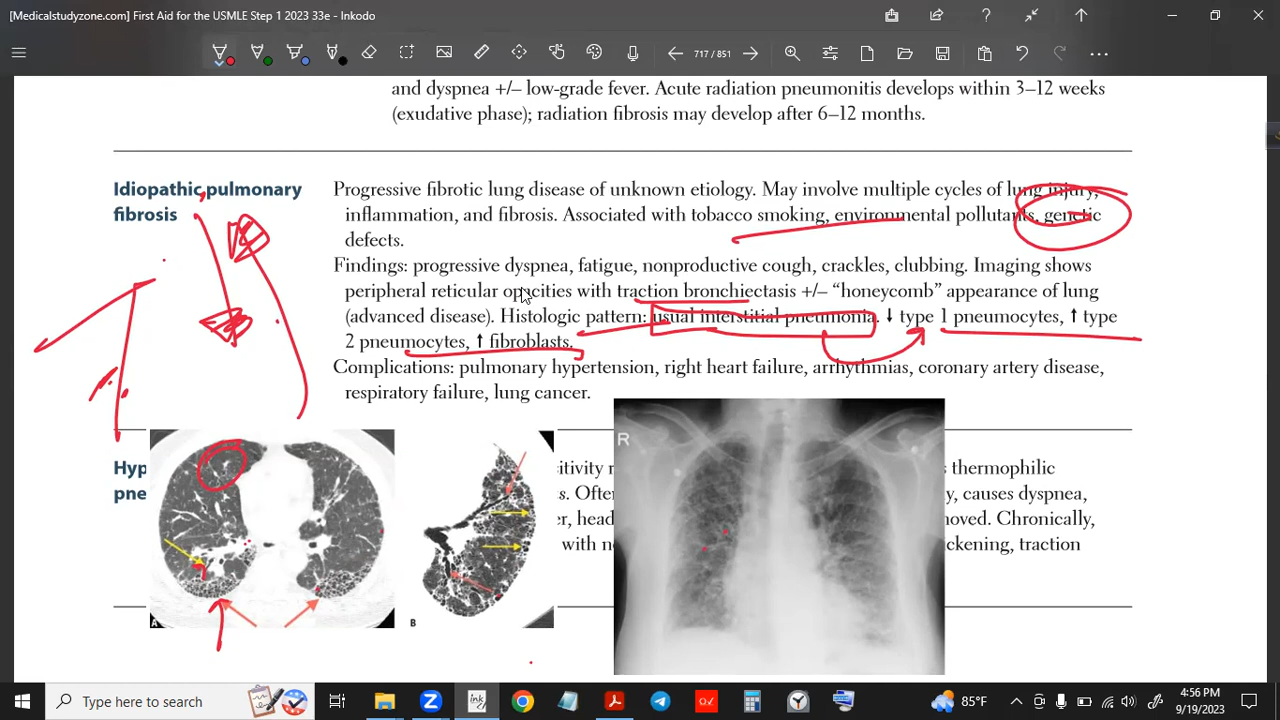 [Medicalstudyzone.com] First Aid for the USMLE Step 1 2023 33e - Inkodo
717 / 851
and dyspnea +/– low-grade fever. Acute radiation pneumonitis develops within 3–12 weeks
(exudative phase); radiation fibrosis may develop after 6–12 months.
Idiopathic pulmonary
fibrosis
Progressive fibrotic lung disease of unknown etiology. May involve multiple cycles of lung injury,
inflammation, and fibrosis. Associated with tobacco smoking, environmental pollutants, genetic
defects.
Findings: progressive dyspnea, fatigue, nonproductive cough, crackles, clubbing. Imaging shows
peripheral reticular opacities with traction bronchiectasis +/– “honeycomb” appearance of lung
(advanced disease). Histologic pattern: usual interstitial pneumonia. ↓ type 1 pneumocytes, ↑ type
2 pneumocytes, ↑ fibroblasts.
Complications: pulmonary hypertension, right heart failure, arrhythmias, coronary artery disease,
respiratory failure, lung cancer.
R
Hyp
pne
sitivity
s thermophilic
s. Ofte
y, causes dyspnea,
er, head
noved. Chronically,
with n
ckening, traction
A
B
Type here to search
ink
85°F
4:56 PM
9/19/2023